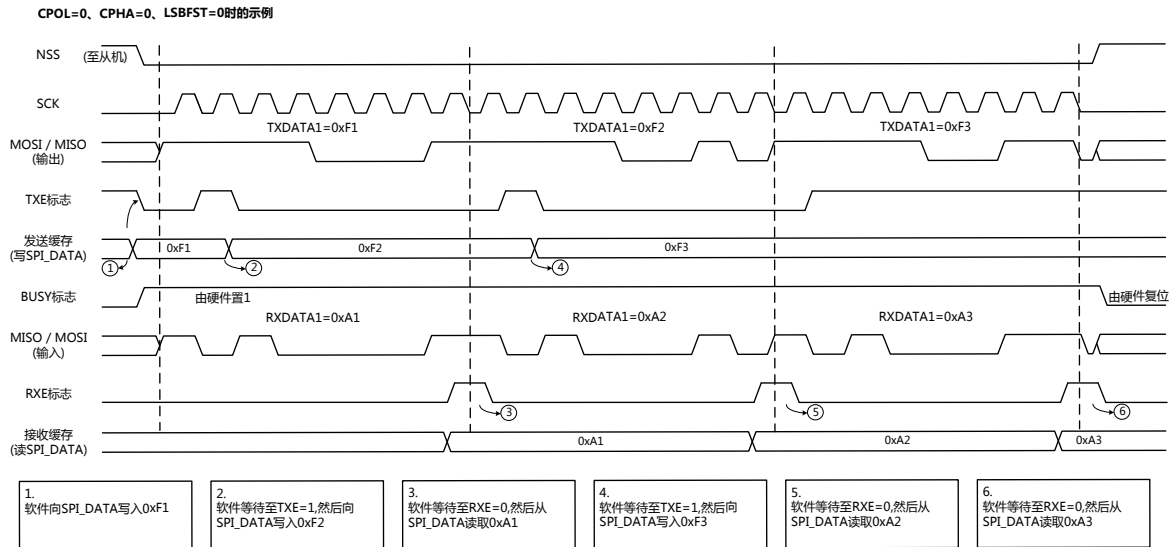 CPOL=0、CPHA=0、LSBFST=0时的示例
NSS (至从机)
SCK
TXDATA1=0xF1 TXDATA1=0xF2 TXDATA1=0xF3
MOSI / MISO
(输出)
TXE标志
发送缓存
(写SPI_DATA)
0xF1 0xF2 0xF3
1 2 4
BUSY标志
由硬件置1
由硬件复位
RXDATA1=0xA1 RXDATA1=0xA2 RXDATA1=0xA3
MISO / MOSI
(输入)
RXE标志
3 5 6
接收缓存
(读SPI_DATA)
0xA1 0xA2 0xA3
1.
软件向SPI_DATA写入0xF1
2.
软件等待至TXE=1,然后向
SPI_DATA写入0xF2
3.
软件等待至RXE=0,然后从
SPI_DATA读取0xA1
4.
软件等待至TXE=1,然后向
SPI_DATA写入0xF3
5.
软件等待至RXE=0,然后从
SPI_DATA读取0xA2
6.
软件等待至RXE=0,然后从
SPI_DATA读取0xA3